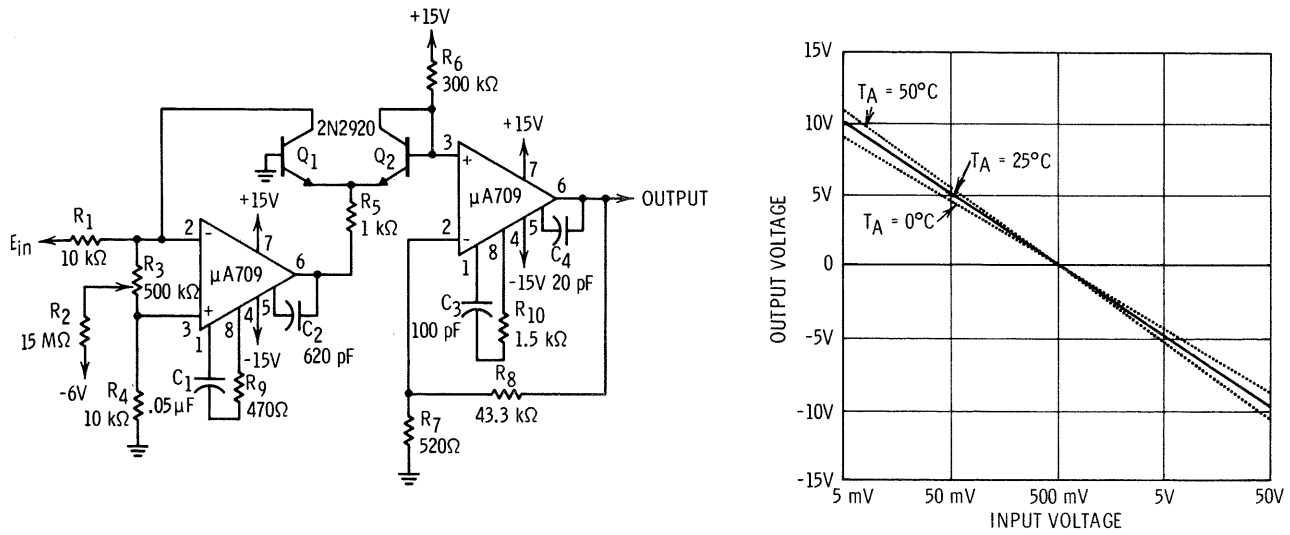 +15V
R6
300 kΩ
2N2920
Q1
Q2
3
+
+15V
7
μA709
6
OUTPUT
2
-
1
8
4
5
C4
-15V
20 pF
C3
100 pF
R10
1.5 kΩ
R8
43.3 kΩ
R7
520Ω
R5
1 kΩ
+15V
R1
Ein
10 kΩ
2
-
7
μA709
6
R3
500 kΩ
R2
15 MΩ
-6V
+
3
1
8
4
5
-15V
C2
620 pF
R4
10 kΩ
C1
.05 μF
R9
470Ω
15V
10V
5V
0
-5V
-10V
-15V
OUTPUT VOLTAGE
TA = 50°C
TA = 25°C
TA = 0°C
5 mV
50 mV
500 mV
5V
50V
INPUT VOLTAGE